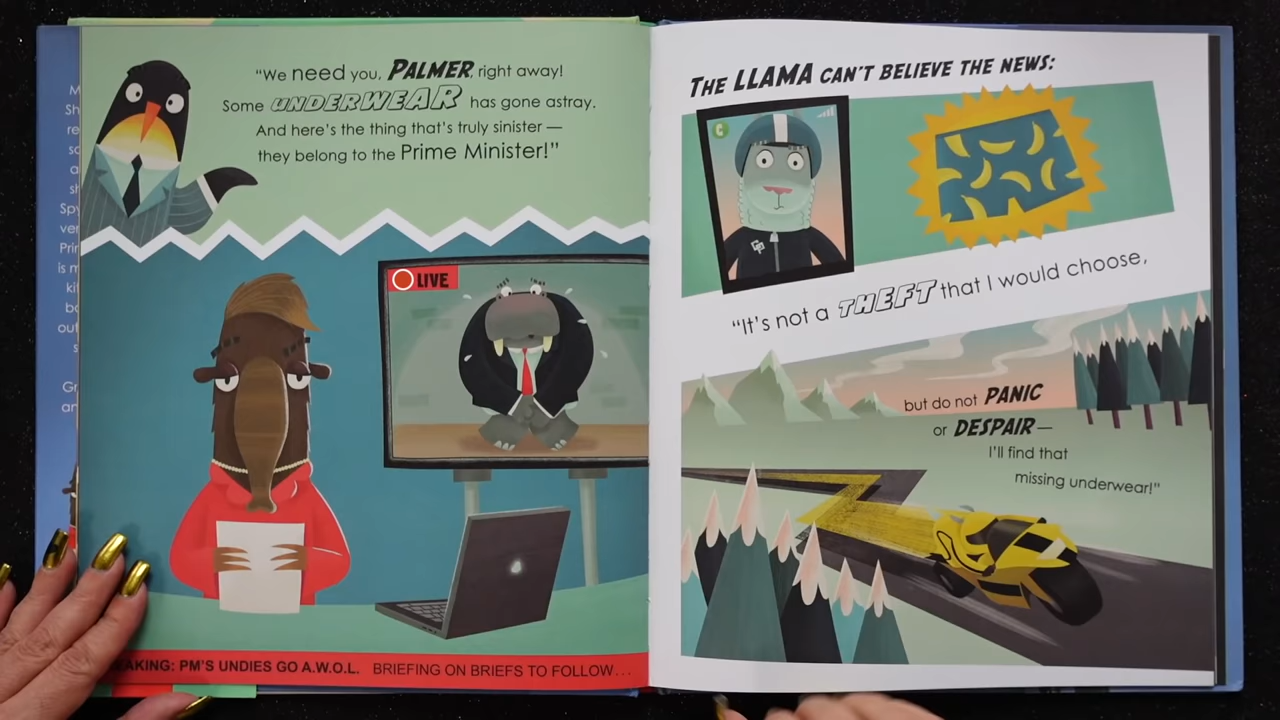 "We need you, PALMER, right away!
Some UNDERWEAR has gone astray.
And here's the thing that's truly sinister —
they belong to the Prime Minister!"
LIVE
PM'S UNDIES GO A.W.O.L. BRIEFING ON BRIEFS TO FOLLOW...
THE LLAMA CAN'T BELIEVE THE NEWS:
"It's not a THEFT that I would choose,
but do not PANIC
or DESPAIR—
I'll find that
missing underwear!"